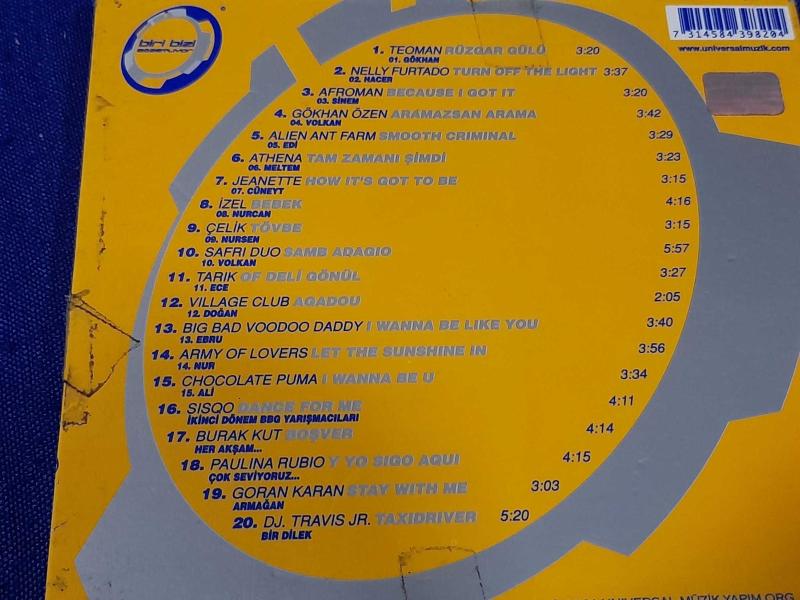 biri bizi
gözetliyor
7 314584 398204
www.universalmuzik.com
1. TEOMAN RÜZGAR GÜLÜ 3:20
01. GÖKHAN
2. NELLY FURTADO TURN OFF THE LIGHT 3:37
02. HACER
3. AFROMAN BECAUSE I GOT IT 3:20
03. SİNEM
4. GÖKHAN ÖZEN ARAMAZSAN ARAMA 3:42
04. VOLKAN
5. ALIEN ANT FARM SMOOTH CRIMINAL 3:29
05. EDİ
6. ATHENA TAM ZAMANI ŞİMDİ 3:23
06. MELTEM
7. JEANETTE HOW IT'S GOT TO BE 3:15
07. CÜNEYT
8. İZEL BEBEK 4:16
08. NURCAN
9. ÇELİK TÖVBE 3:15
09. NURSEN
10. SAFRI DUO SAMB ADAGIO 5:57
10. VOLKAN
11. TARIK OF DELİ GÖNÜL 3:27
11. ECE
12. VILLAGE CLUB AGADOU 2:05
12. DOĞAN
13. BIG BAD VOODOO DADDY I WANNA BE LIKE YOU 3:40
13. EBRU
14. ARMY OF LOVERS LET THE SUNSHINE IN 3:56
14. NUR
15. CHOCOLATE PUMA I WANNA BE U 3:34
15. ALİ
16. SISQO DANCE FOR ME 4:11
İKİNCİ DÖNEM BBG YARIŞMACILARI
17. BURAK KUT BOŞVER 4:14
HER AKŞAM...
18. PAULINA RUBIO Y YO SIGO AQUI 4:15
ÇOK SEVİYORUZ...
19. GORAN KARAN STAY WITH ME 3:03
ARMAĞAN
20. DJ. TRAVIS JR. TAXIDRIVER 5:20
BİR DİLEK
UNIVERSAL MÜZİK YAPIM ORG.